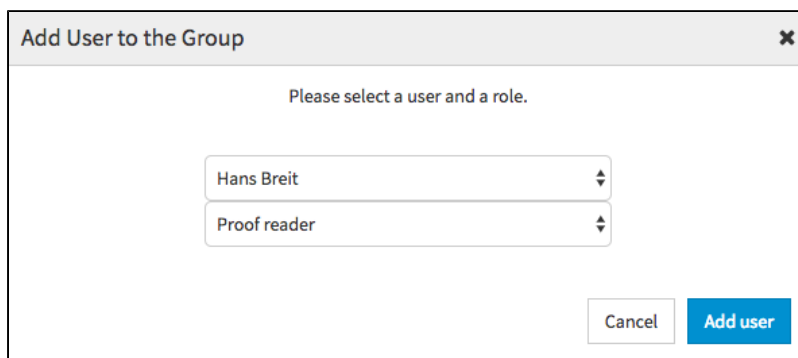 Add User to the Group
Please select a user and a role.
Hans Breit
Proof reader
Cancel Add user